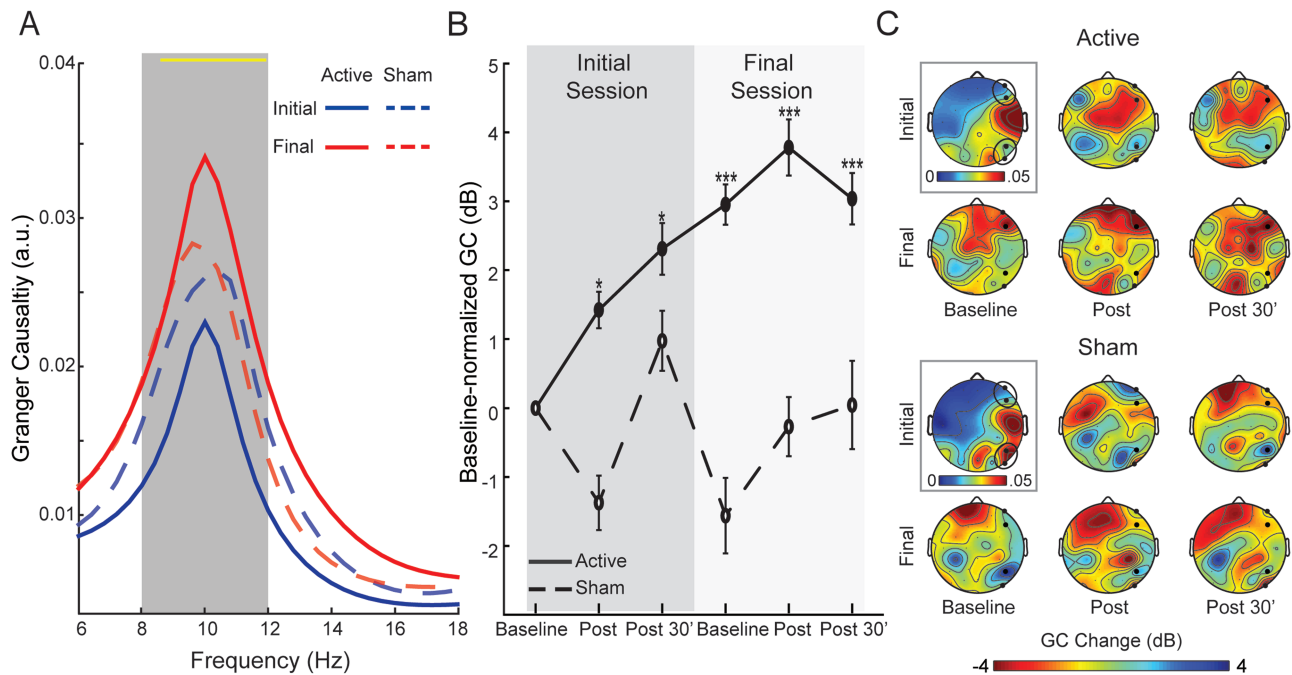 A
0.04
0.03
0.02
0.01
Granger Causaltiy (a.u.)
Active Sham
Initial
Final
6 8 10 12 14 16 18
Frequency (Hz)
B
Initial
Session
Final
Session
5
4
3
2
1
0
-1
-2
Baseline-normalized GC (dB)
*
*
***
***
***
Active
Sham
Baseline Post Post 30' Baseline Post Post 30'
C
Active
Initial
0 .05
Final
Baseline Post Post 30'
Sham
Initial
0 .05
Final
Baseline Post Post 30'
GC Change (dB)
-4 4